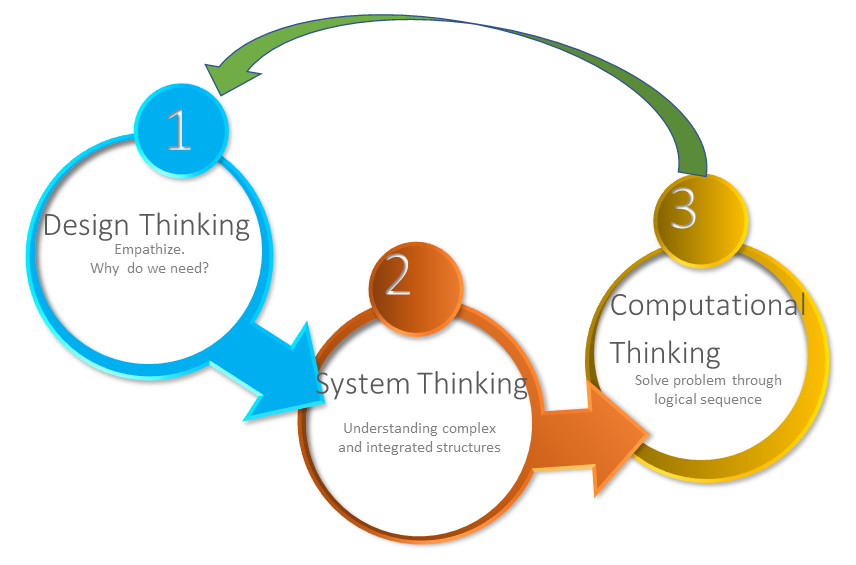 1
Design Thinking
Empathize.
Why do we need?
2
System Thinking
Understanding complex
and integrated structures
3
Computational
Thinking
Solve problem through
logical sequence